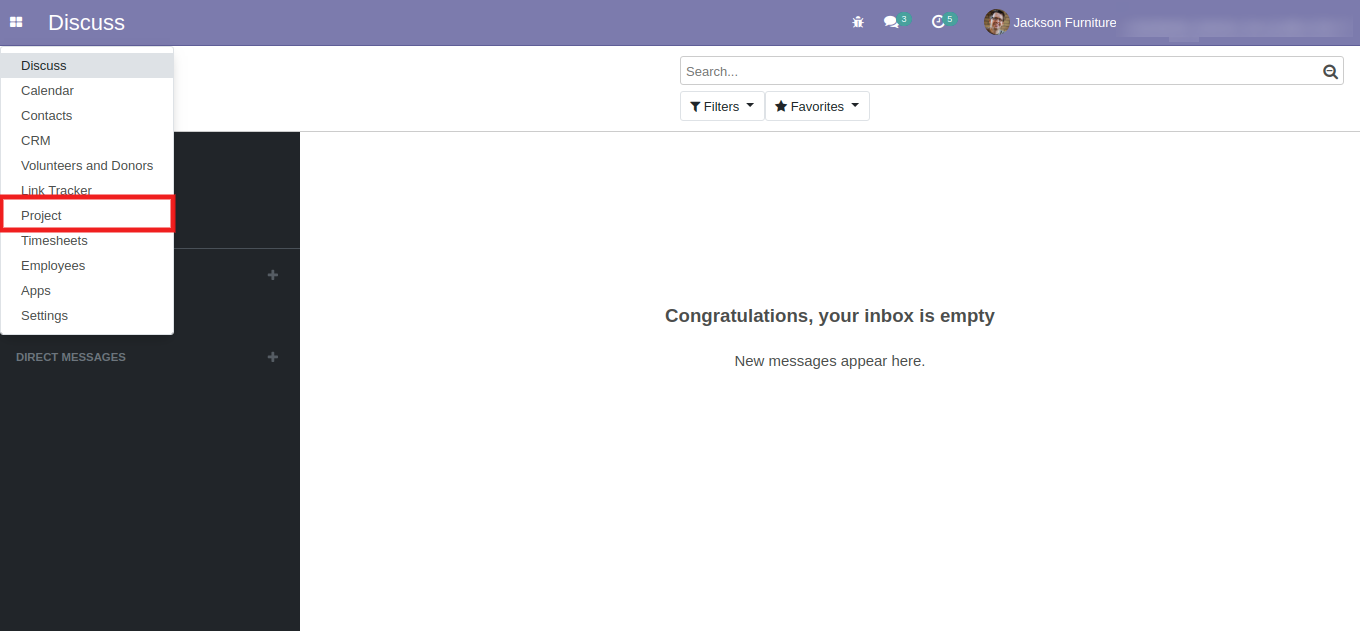 Discuss
3
5
Jackson Furniture
Discuss
Calendar
Contacts
CRM
Volunteers and Donors
Link Tracker
Project
Timesheets
Employees
Apps
Settings
Search...
Filters
Favorites
DIRECT MESSAGES
Congratulations, your inbox is empty
New messages appear here.